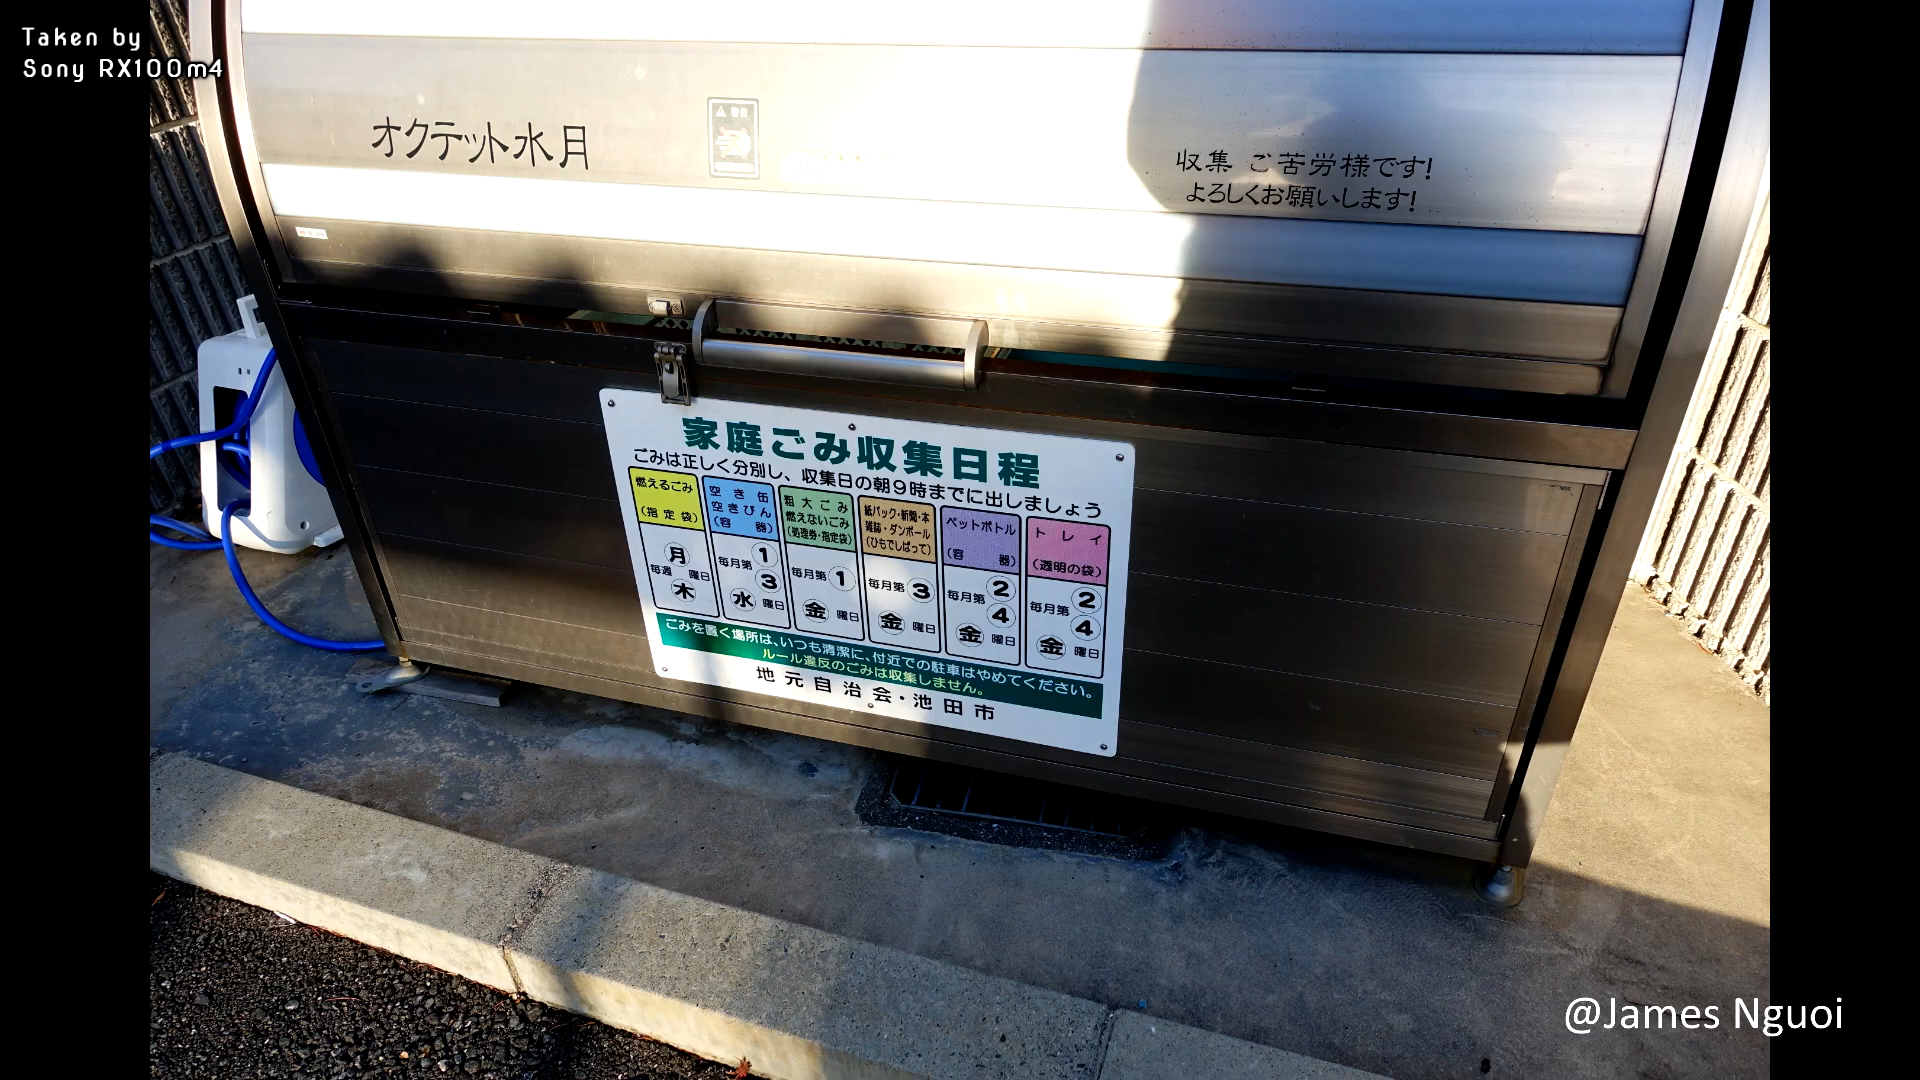 Taken by
Sony RX100m4
オクテット水月
警告
収集 ご苦労様です!
よろしくお願いします!
家庭ごみ収集日程
ごみは正しく分別し、収集日の朝9時までに出しましょう
燃えるごみ
(指定袋)
毎週 月 木 曜日
空き缶
空きびん
(容器)
毎月第 1 3
水 曜日
粗大ごみ
燃えないごみ
(処理券・指定袋)
毎月第 1
金 曜日
紙パック・新聞・本
雑誌・ダンボール
(ひもでしばって)
毎月第 3
金 曜日
ペットボトル
(容器)
毎月第 2 4
金 曜日
トレイ
(透明の袋)
毎月第 2 4
金 曜日
ごみを置く場所は、いつも清潔に、付近での駐車はやめてください。
ルール違反のごみは収集しません。
地元自治会・池田市
@James Nguoi